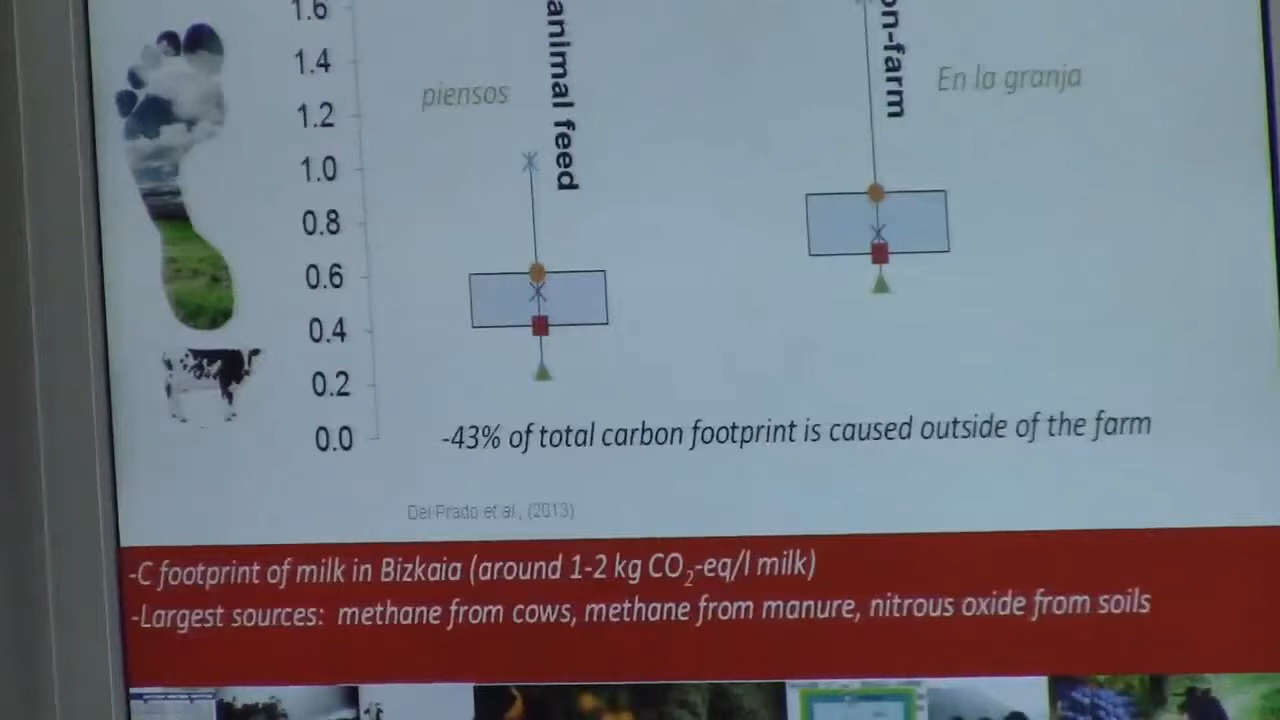 1.6
1.4
1.2
1.0
0.8
0.6
0.4
0.2
0.0
piensos
animal feed
on-farm
En la granja
-43% of total carbon footprint is caused outside of the farm
Del Prado et al., (2013)
-C footprint of milk in Bizkaia (around 1-2 kg CO₂-eq/l milk)
-Largest sources: methane from cows, methane from manure, nitrous oxide from soils